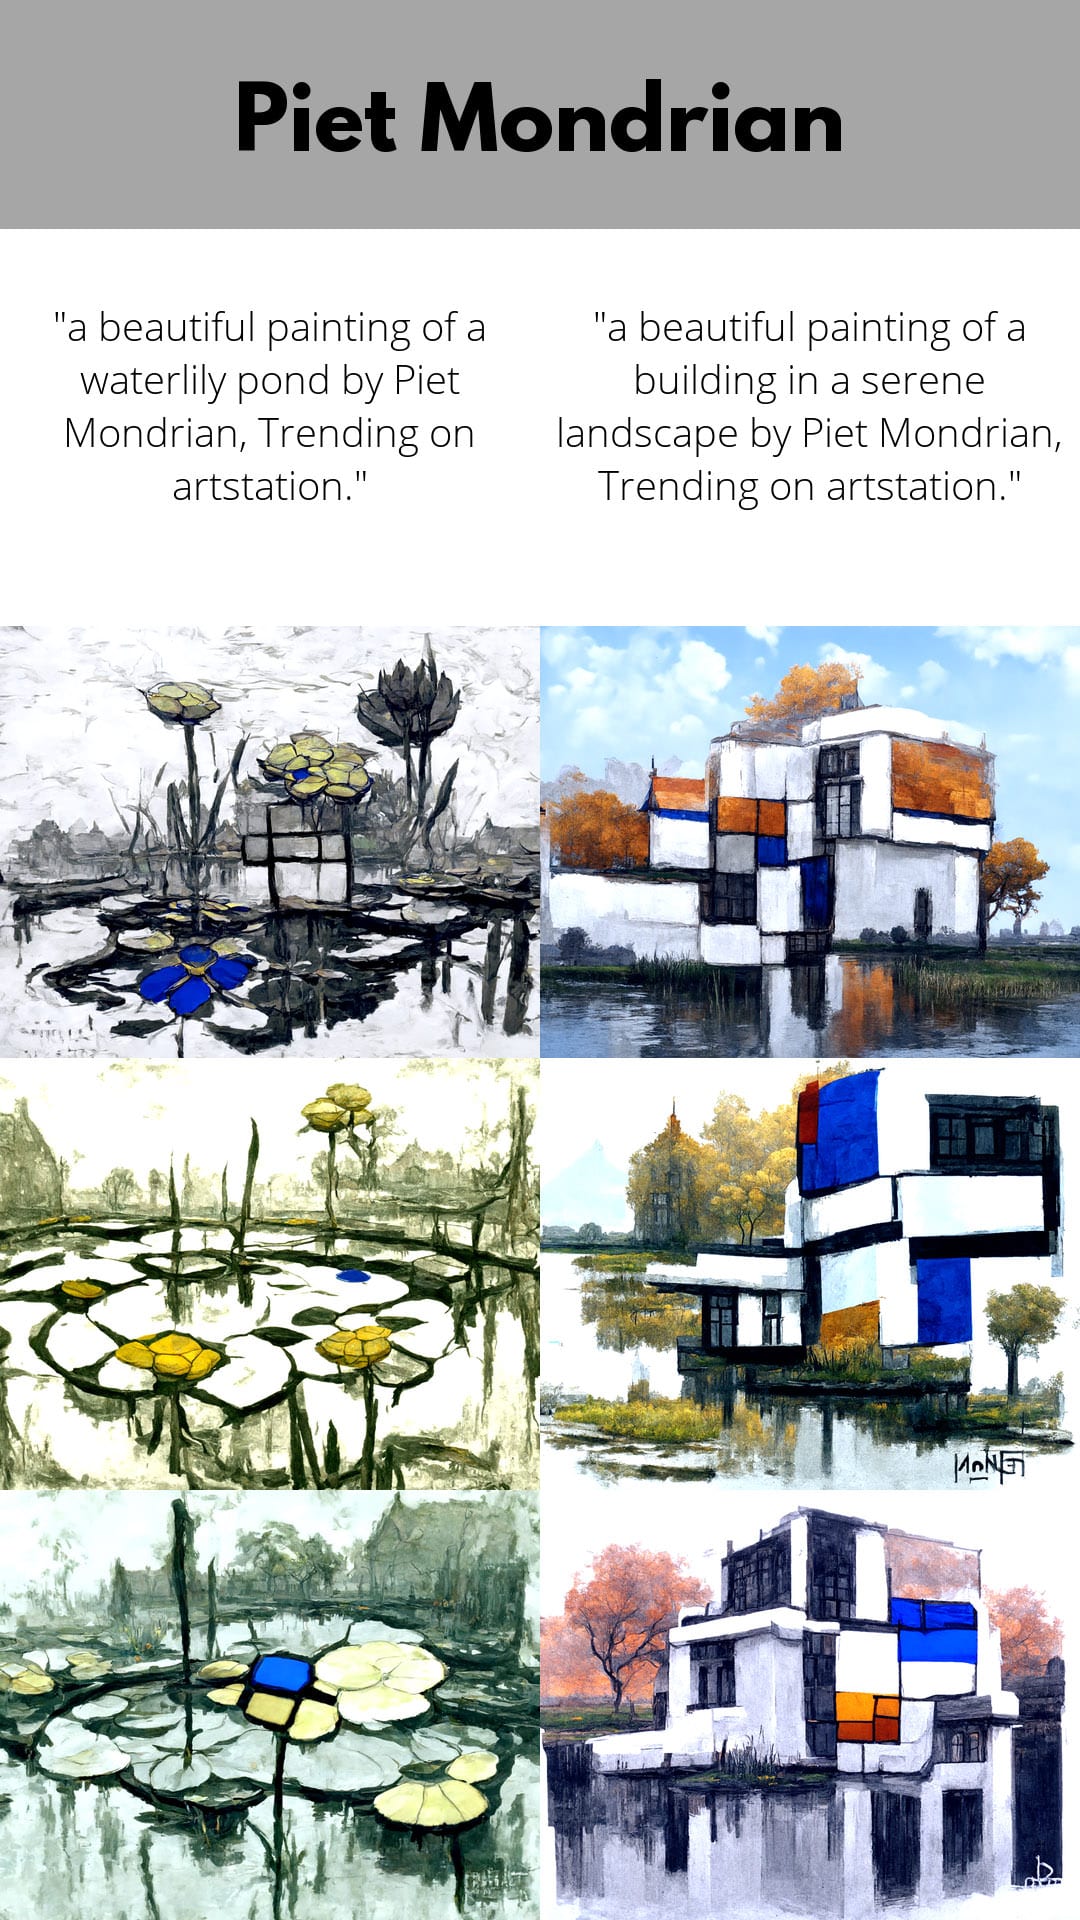 Piet Mondrian
"a beautiful painting of a
waterlily pond by Piet
Mondrian, Trending on
artstation."
"a beautiful painting of a
building in a serene
landscape by Piet Mondrian,
Trending on artstation."